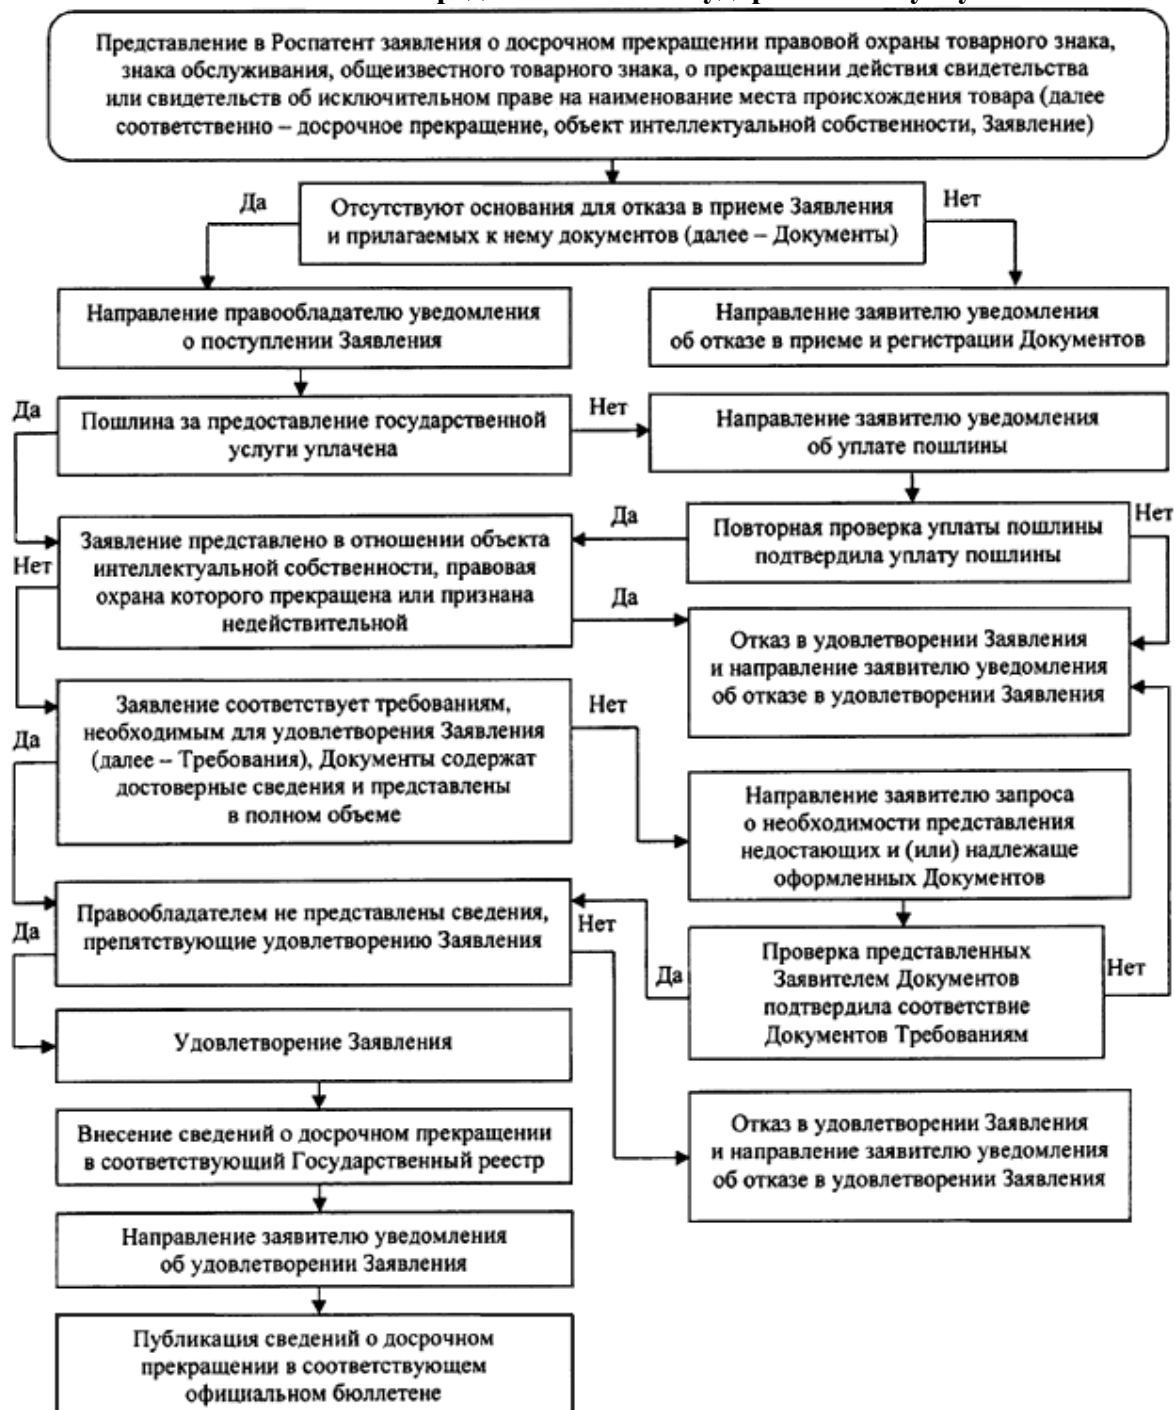 Представление в Роспатент заявления о досрочном прекращении правовой охраны товарного знака,
знака обслуживания, общеизвестного товарного знака, о прекращении действия свидетельства
или свидетельств об исключительном праве на наименование места происхождения товара (далее
соответственно – досрочное прекращение, объект интеллектуальной собственности, Заявление)
Да
Отсутствуют основания для отказа в приеме Заявления
и прилагаемых к нему документов (далее – Документы)
Нет
Направление правообладателю уведомления
о поступлении Заявления
Направление заявителю уведомления
об отказе в приеме и регистрации Документов
Да
Пошлина за предоставление государственной
услуги уплачена
Нет
Направление заявителю уведомления
об уплате пошлины
Да
Повторная проверка уплаты пошлины
подтвердила уплату пошлины
Нет
Нет
Заявление представлено в отношении объекта
интеллектуальной собственности, правовая
охрана которого прекращена или признана
недействительной
Да
Отказ в удовлетворении Заявления
и направление заявителю уведомления
об отказе в удовлетворении Заявления
Да
Заявление соответствует требованиям,
необходимым для удовлетворения Заявления
(далее – Требования), Документы содержат
достоверные сведения и представлены
в полном объеме
Нет
Направление заявителю запроса
о необходимости представления
недостающих и (или) надлежаще
оформленных Документов
Да
Правообладателем не представлены сведения,
препятствующие удовлетворению Заявления
Нет
Да
Проверка представленных
Заявителем Документов
подтвердила соответствие
Документов Требованиям
Нет
Удовлетворение Заявления
Внесение сведений о досрочном прекращении
в соответствующий Государственный реестр
Отказ в удовлетворении Заявления
и направление заявителю уведомления
об отказе в удовлетворении Заявления
Направление заявителю уведомления
об удовлетворении Заявления
Публикация сведений о досрочном
прекращении в соответствующем
официальном бюллетене